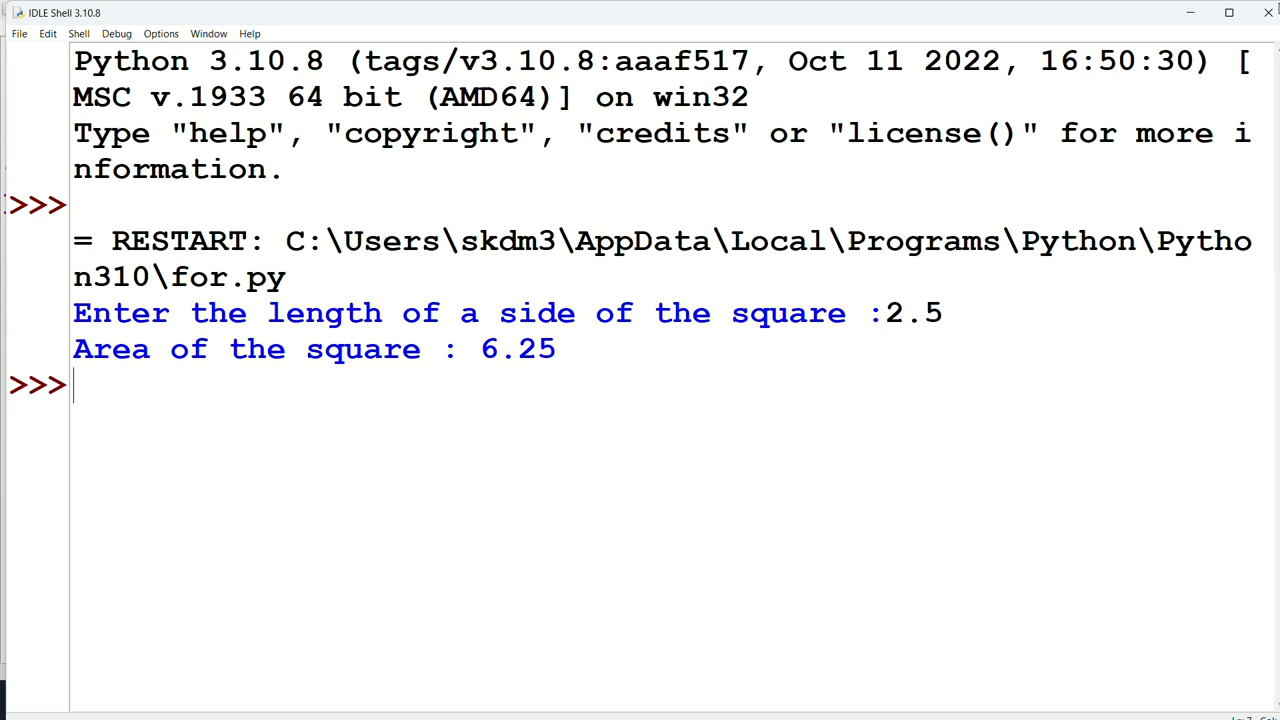 IDLE Shell 3.10.8
File Edit Shell Debug Options Window Help
Python 3.10.8 (tags/v3.10.8:aaaf517, Oct 11 2022, 16:50:30) [
MSC v.1933 64 bit (AMD64)] on win32
Type "help", "copyright", "credits" or "license()" for more i
nformation.
>>>
= RESTART: C:\Users\skdm3\AppData\Local\Programs\Python\Pytho
n310\for.py
Enter the length of a side of the square :2.5
Area of the square : 6.25
>>>